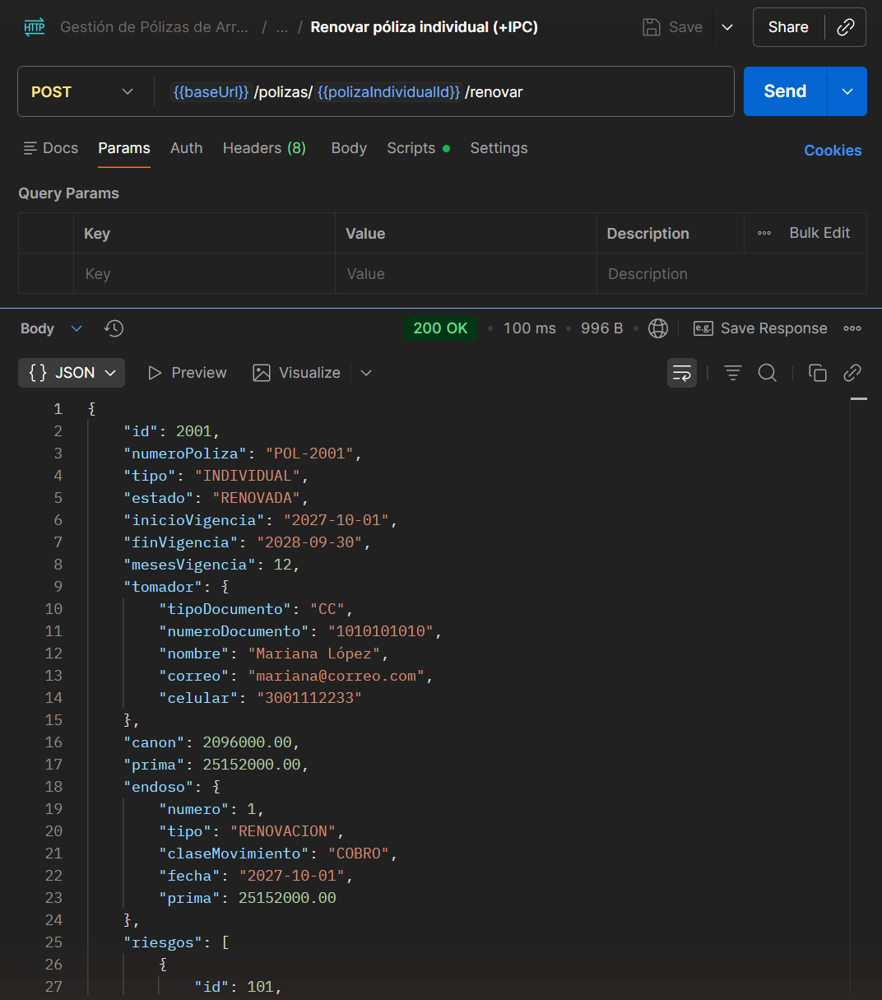 HTTP Gestión de Pólizas de Arr... / ... / Renovar póliza individual (+IPC) Save Share
POST {{baseUrl}} /polizas/ {{polizaIndividualId}} /renovar Send
Docs Params Auth Headers (8) Body Scripts Settings Cookies
Query Params
Key Value Description Bulk Edit
Key Value Description
Body 200 OK 100 ms 996 B e.g. Save Response
{} JSON Preview Visualize
1 {
2 "id": 2001,
3 "numeroPoliza": "POL-2001",
4 "tipo": "INDIVIDUAL",
5 "estado": "RENOVADA",
6 "inicioVigencia": "2027-10-01",
7 "finVigencia": "2028-09-30",
8 "mesesVigencia": 12,
9 "tomador": {
10 "tipoDocumento": "CC",
11 "numeroDocumento": "1010101010",
12 "nombre": "Mariana López",
13 "correo": "mariana@correo.com",
14 "celular": "3001112233"
15 },
16 "canon": 2096000.00,
17 "prima": 25152000.00,
18 "endoso": {
19 "numero": 1,
20 "tipo": "RENOVACION",
21 "claseMovimiento": "COBRO",
22 "fecha": "2027-10-01",
23 "prima": 25152000.00
24 },
25 "riesgos": [
26 {
27 "id": 101,